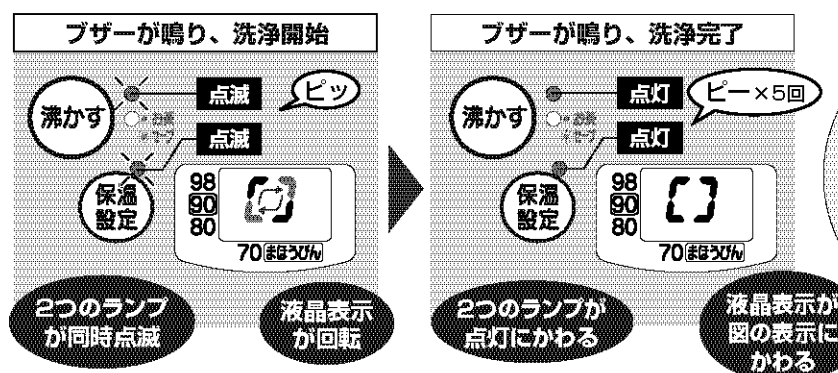 ブザーが鳴り、洗浄開始
沸かす
点滅
ピッ
点滅
保温
設定
98
90
80
70 まほうびん
2つのランプ
が同時点滅
液晶表示
が回転
ブザーが鳴り、洗浄完了
沸かす
点灯
ピー×5回
点灯
保温
設定
98
90
80
70 まほうびん
2つのランプが
点灯にかわる
液晶表示が
図の表示に
かわる